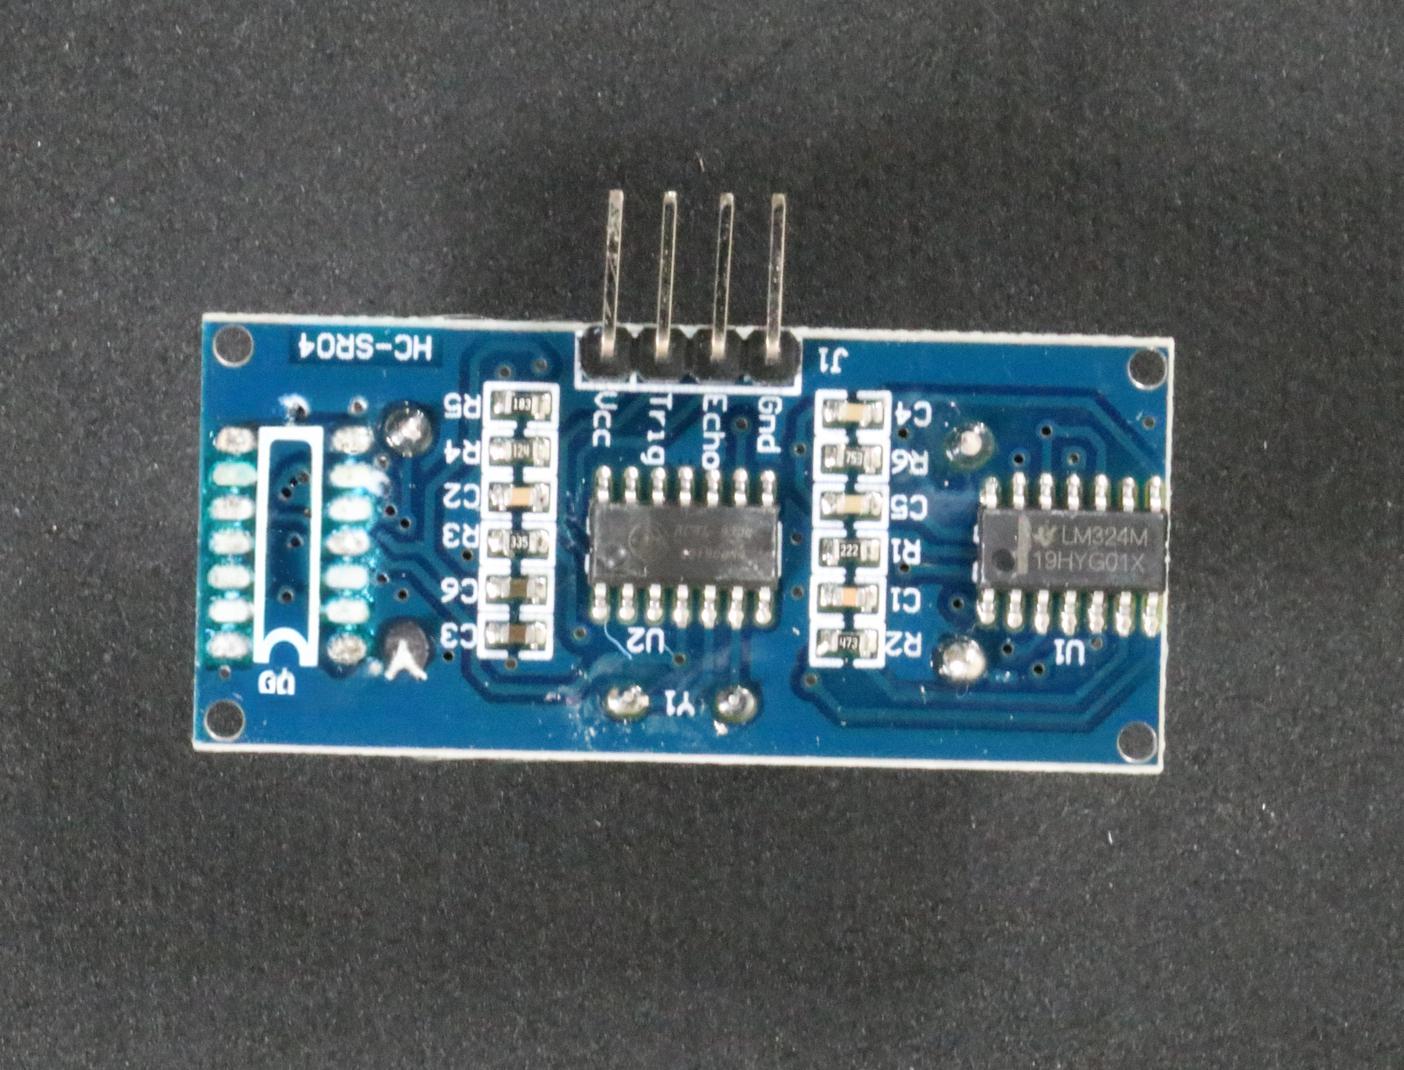 HC-SR04
J1
Vcc
Trig
Echo
Gnd
R5
103
R4
124
C2
R3
335
C6
C3
C4
R6
753
C5
R1
222
C1
R2
473
LM324M
19HYG01X
U2
U1
Y1